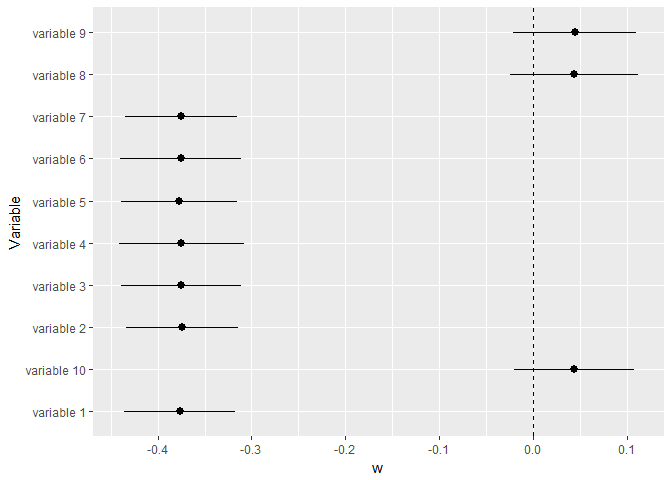 variable 9
variable 8
variable 7
variable 6
variable 5
variable 4
variable 3
variable 2
variable 10
variable 1
Variable
-0.4 -0.3 -0.2 -0.1 0.0 0.1
w